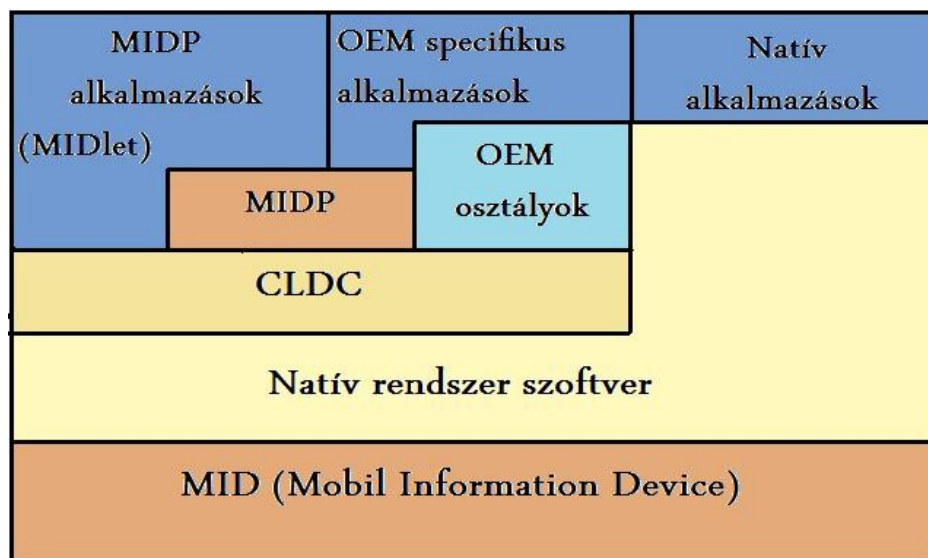 MIDP
alkalmazások
(MIDlet)
OEM specifikus
alkalmazások
Natív
alkalmazások
MIDP
OEM
osztályok
CLDC
Natív rendszer szoftver
MID (Mobil Information Device)